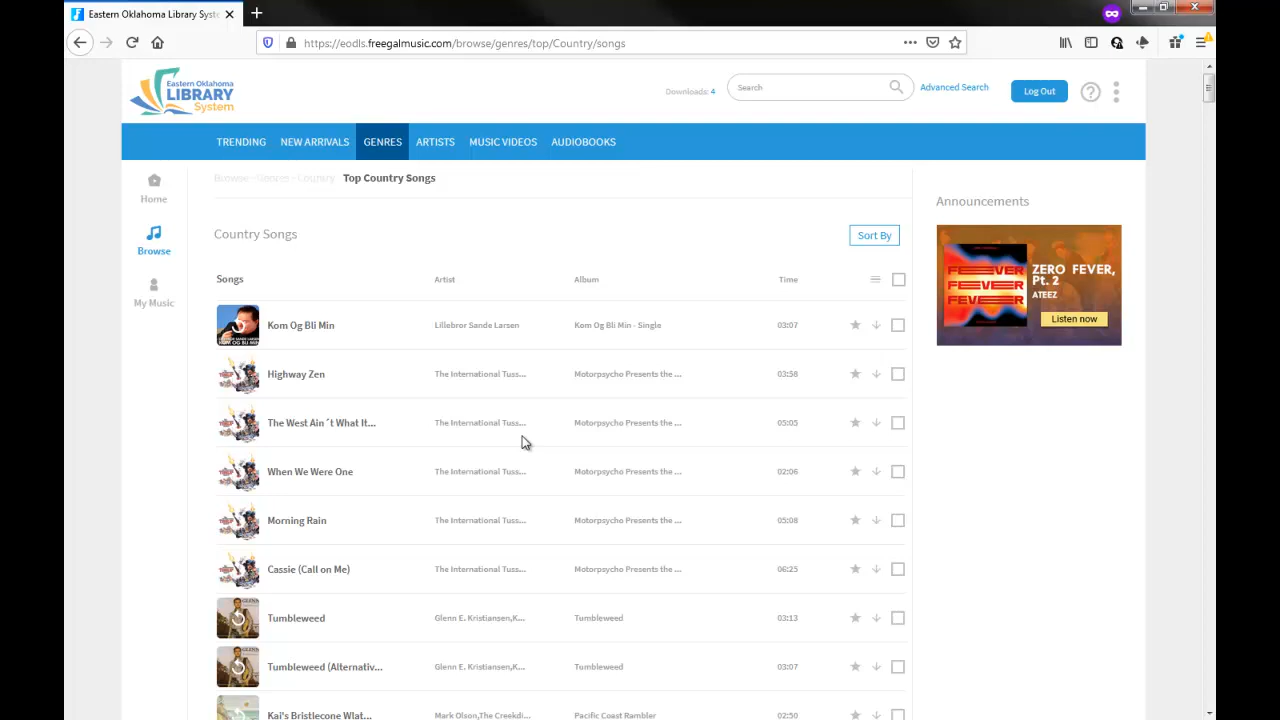 Eastern Oklahoma Library Syste
https://eodls.freegalmusic.com/browse/genres/top/Country/songs
Eastern Oklahoma
LIBRARY
System
Downloads: 4
Search
Advanced Search
Log Out
TRENDING NEW ARRIVALS GENRES ARTISTS MUSIC VIDEOS AUDIOBOOKS
Home
Browse
My Music
Browse - Genres - Country Top Country Songs
Country Songs
Sort By
Songs Artist Album Time
Kom Og Bli Min Lillebror Sande Larsen Kom Og Bli Min - Single 03:07
Highway Zen The International Tuss... Motorpsycho Presents the ... 03:58
The West Ain´t What It... The International Tuss... Motorpsycho Presents the ... 05:05
When We Were One The International Tuss... Motorpsycho Presents the ... 02:06
Morning Rain The International Tuss... Motorpsycho Presents the ... 05:08
Cassie (Call on Me) The International Tuss... Motorpsycho Presents the ... 06:25
Tumbleweed Glenn E. Kristiansen,K... Tumbleweed 03:13
Tumbleweed (Alternativ... Glenn E. Kristiansen,K... Tumbleweed 03:07
Kai's Bristlecone Wlat... Mark Olson,The Creekdi... Pacific Coast Rambler 02:50
Announcements
FEVER
FEVER
FEVER
ZERO FEVER,
Pt. 2
ATEEZ
Listen now